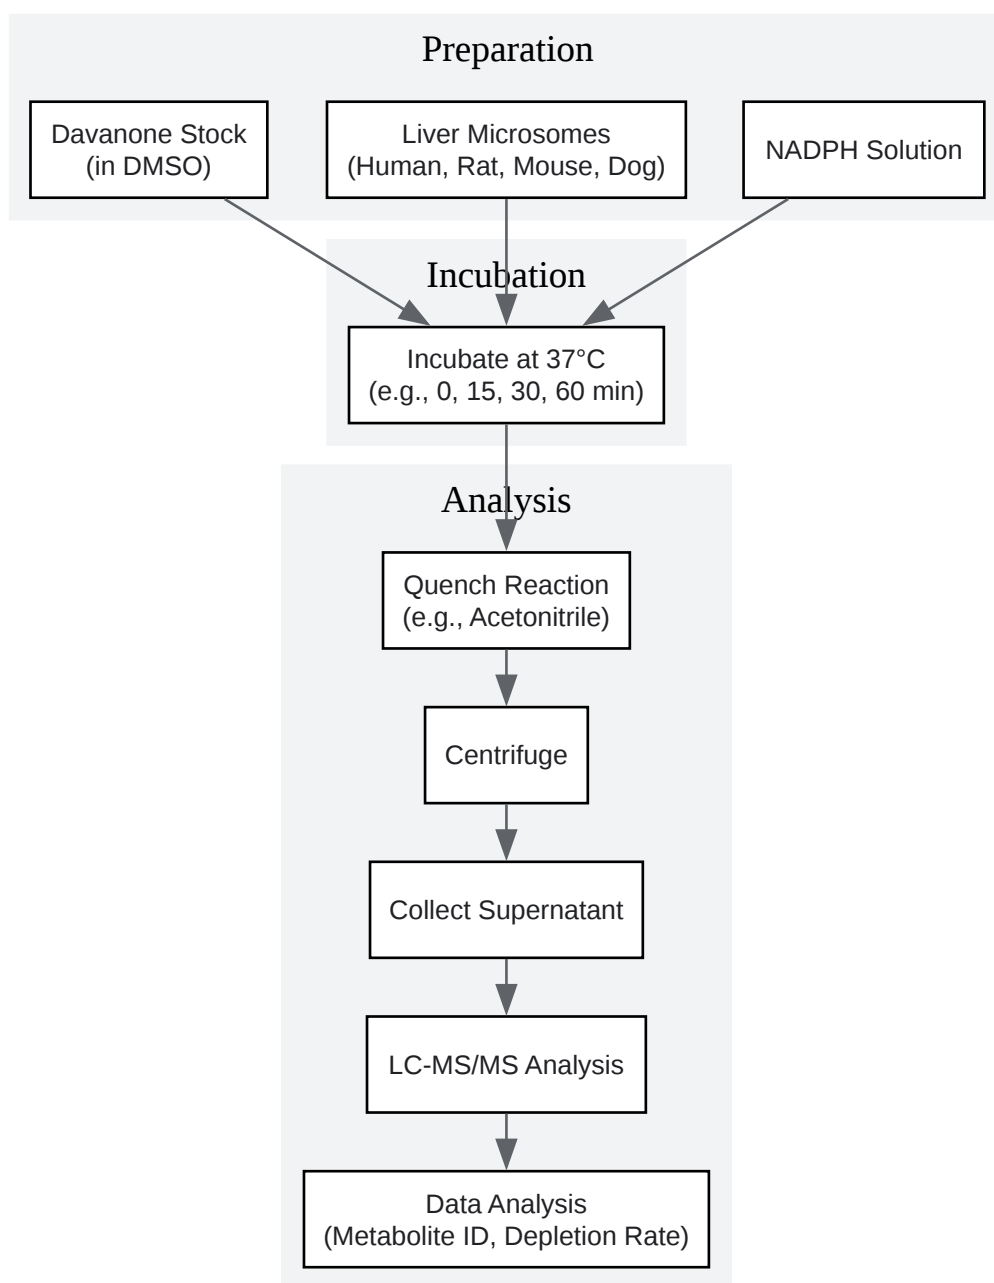 Preparation
Davanone Stock
(in DMSO)
Liver Microsomes
(Human, Rat, Mouse, Dog)
NADPH Solution
Incubation
Incubate at 37°C
(e.g., 0, 15, 30, 60 min)
Analysis
Quench Reaction
(e.g., Acetonitrile)
Centrifuge
Collect Supernatant
LC-MS/MS Analysis
Data Analysis
(Metabolite ID, Depletion Rate)